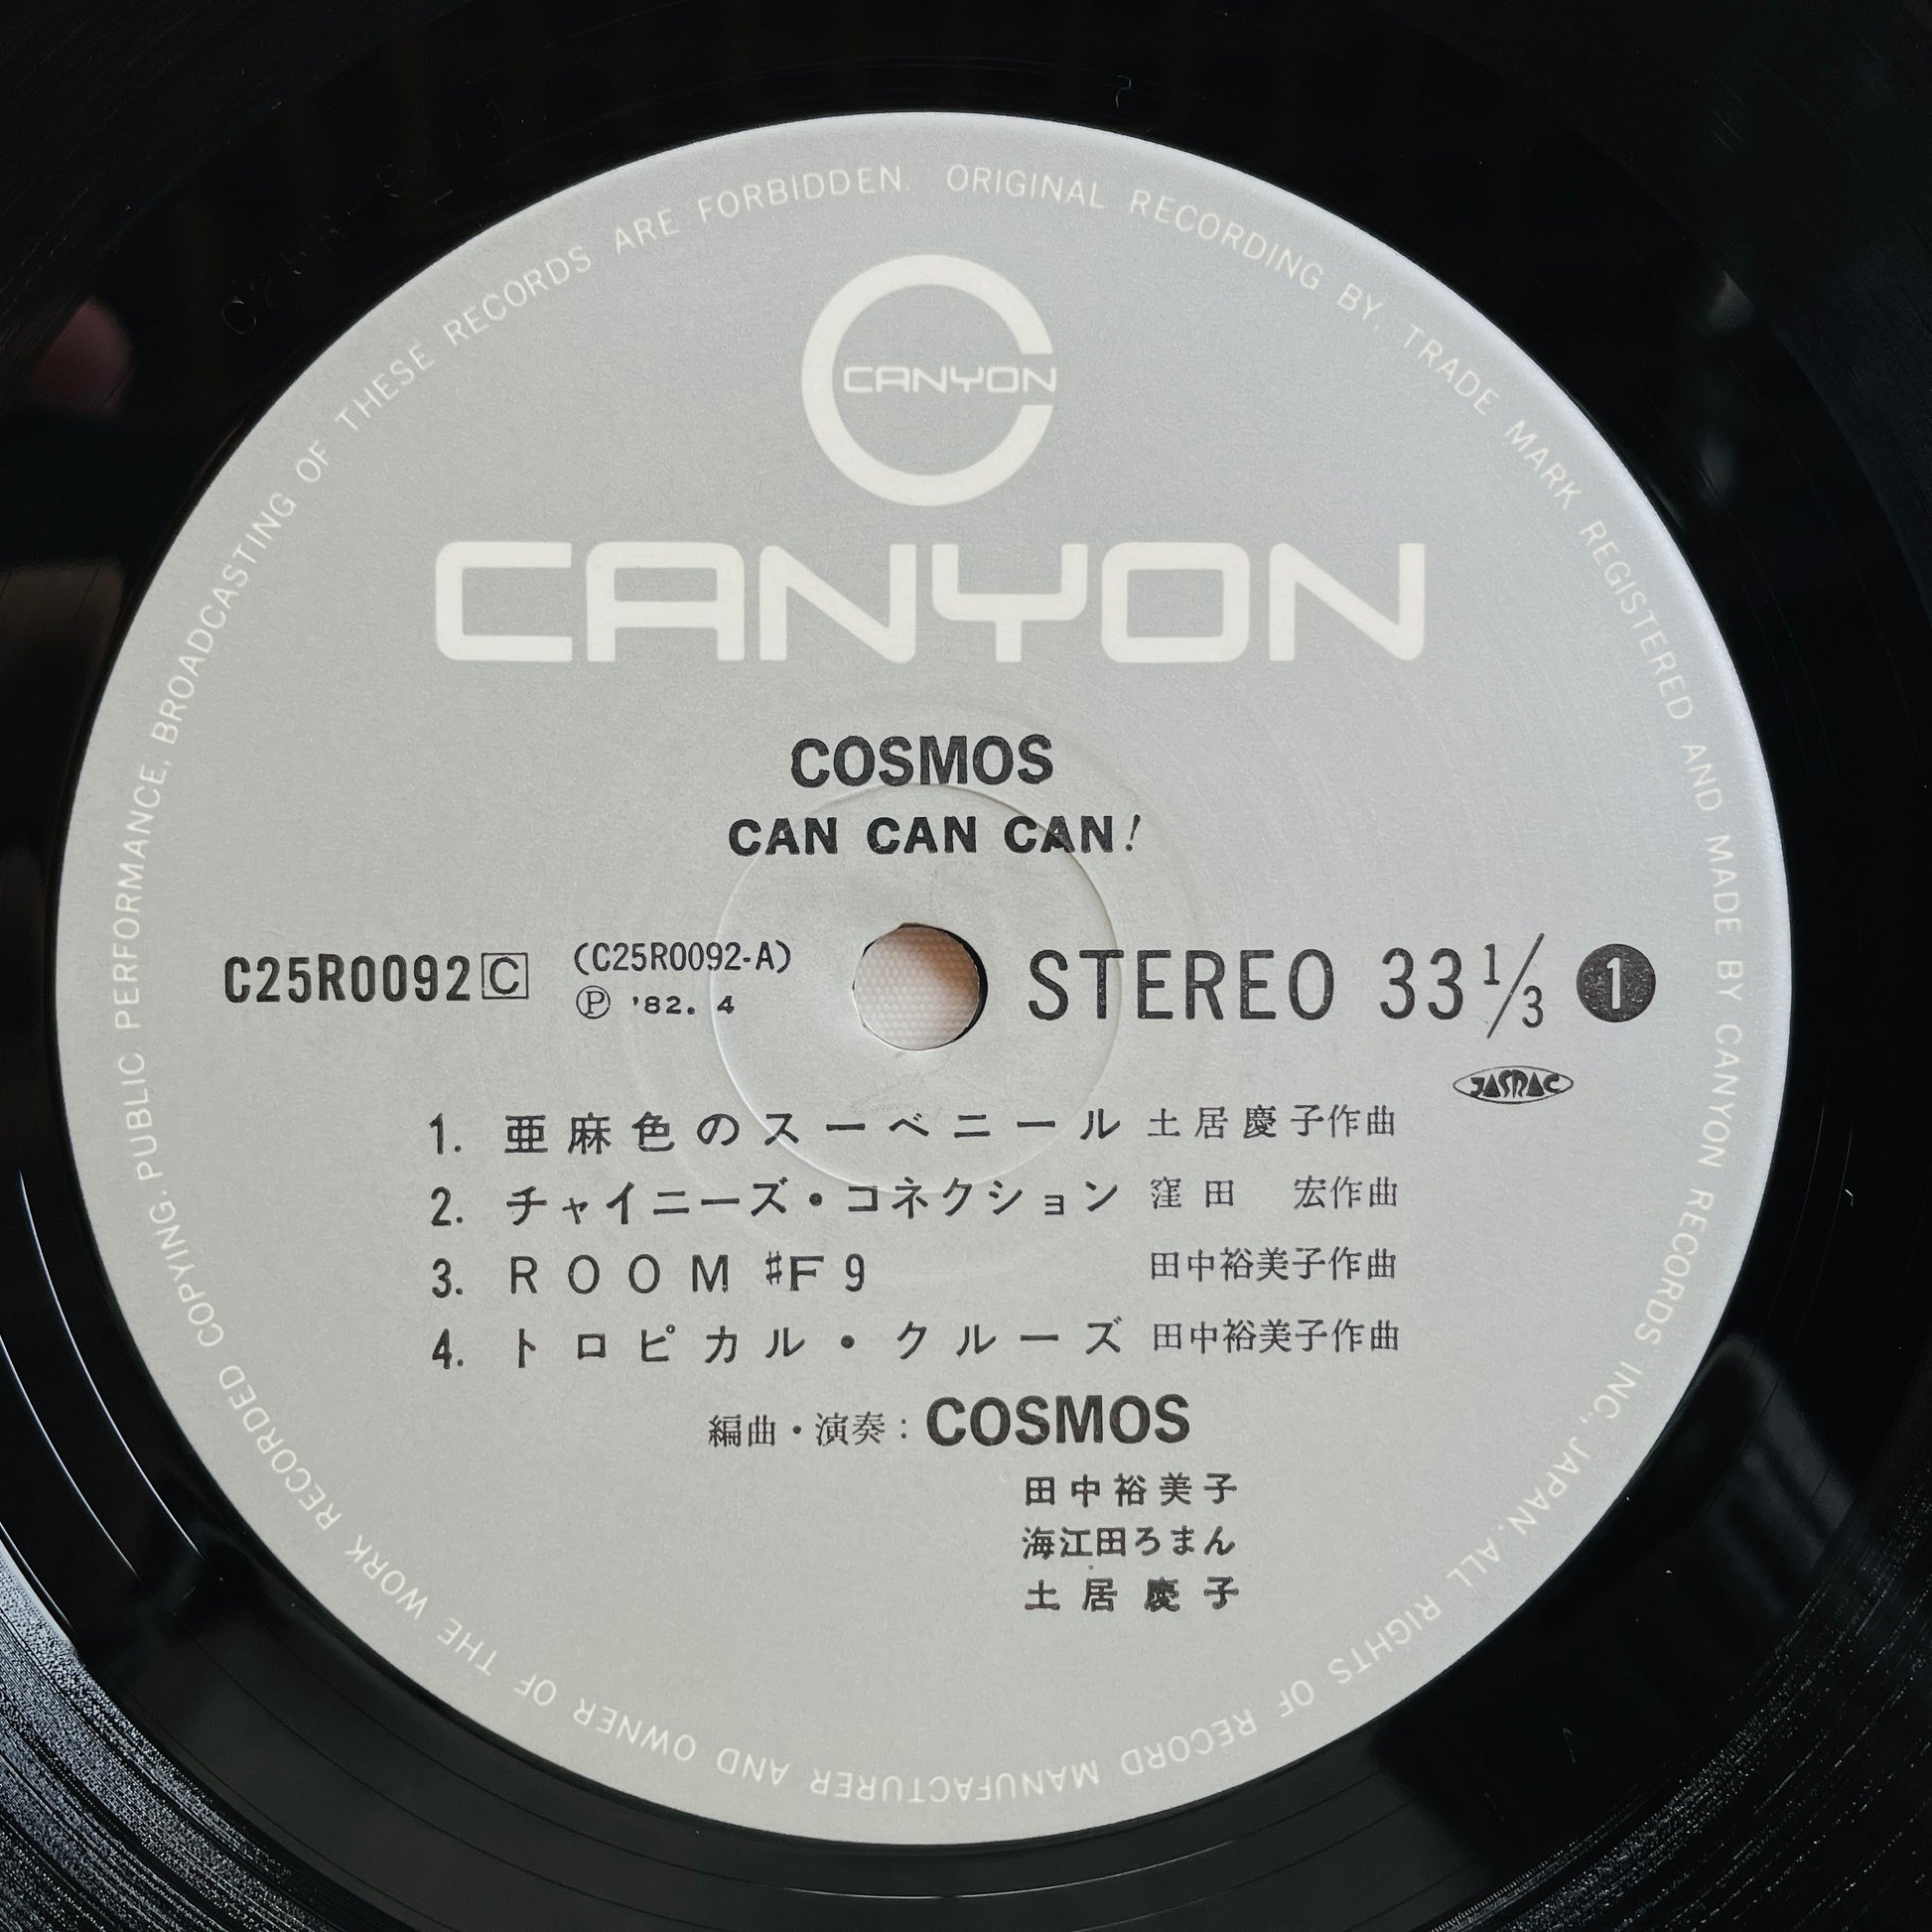 ORIGINAL RECORDING BY, TRADE MARK REGISTERED AND MADE BY CANYON RECORDS INC., JAPAN. ALL RIGHTS OF RECORD MANUFACTURER AND OWNER OF THE WORK RECORDED COPYING. PUBLIC PERFORMANCE, BROADCASTING OF THESE RECORDS ARE FORBIDDEN.
CANYON
CANYON
COSMOS
CAN CAN CAN!
C25R0092 C (C25R0092-A) STEREO 33 1/3 1
Ⓟ '82. 4
JASRAC
1. 亜麻色のスーベニール 土居慶子作曲
2. チャイニーズ・コネクション 窪田 宏作曲
3. ROOM ♯F 9 田中裕美子作曲
4. トロピカル・クルーズ 田中裕美子作曲
編曲・演奏: COSMOS
田中裕美子
海江田ろまん
土居慶子